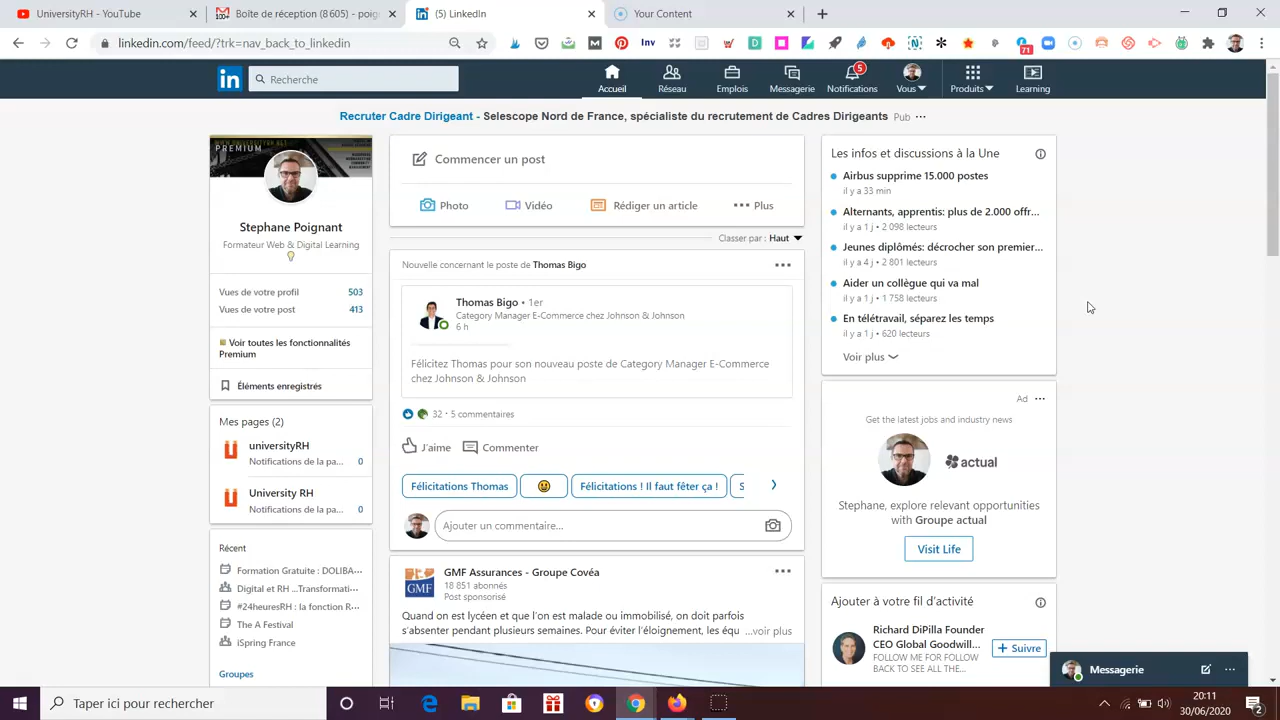 UniversityRH - YouTube
Boîte de réception (8 605) - poig
(5) LinkedIn
Your Content
linkedin.com/feed/?trk=nav_back_to_linkedin
Inv
71
in
Recherche
Accueil
Réseau
Emplois
Messagerie
5
Notifications
Vous
Produits
Learning
Recruter Cadre Dirigeant - Selescope Nord de France, spécialiste du recrutement de Cadres Dirigeants Pub
PREMIUM
Stephane Poignant
Formateur Web & Digital Learning
Vues de votre profil 503
Vues de votre post 413
Voir toutes les fonctionnalités
Premium
Éléments enregistrés
Mes pages (2)
universityRH
Notifications de la pa... 0
University RH
Notifications de la pa... 0
Récent
Formation Gratuite : DOLIBA...
Digital et RH ...Transformati...
#24heuresRH : la fonction R...
The A Festival
iSpring France
Groupes
Commencer un post
Photo
Vidéo
Rédiger un article
Plus
Classer par : Haut
Nouvelle concernant le poste de Thomas Bigo
Thomas Bigo • 1er
Category Manager E-Commerce chez Johnson & Johnson
6 h
Félicitez Thomas pour son nouveau poste de Category Manager E-Commerce
chez Johnson & Johnson
32 · 5 commentaires
J'aime
Commenter
Félicitations Thomas
Félicitations ! Il faut fêter ça !
S
Ajouter un commentaire...
GMF
GMF Assurances - Groupe Covéa
18 851 abonnés
Post sponsorisé
Quand on est lycéen et que l'on est malade ou immobilisé, on doit parfois
s'absenter pendant plusieurs semaines. Pour éviter l'éloignement, les équ ...voir plus
Les infos et discussions à la Une
Airbus supprime 15.000 postes
il y a 33 min
Alternants, apprentis: plus de 2.000 offr...
il y a 1 j • 2 098 lecteurs
Jeunes diplômés: décrocher son premier...
il y a 4 j • 2 801 lecteurs
Aider un collègue qui va mal
il y a 1 j • 1 758 lecteurs
En télétravail, séparez les temps
il y a 1 j • 620 lecteurs
Voir plus
Ad
Get the latest jobs and industry news
actual
Stephane, explore relevant opportunities
with Groupe actual
Visit Life
Ajouter à votre fil d'activité
Richard DiPilla Founder
CEO Global Goodwill...
FOLLOW ME FOR FOLLOW
BACK TO SEE ALL THE...
+ Suivre
Messagerie
Taper ici pour rechercher
20:11
30/06/2020
2